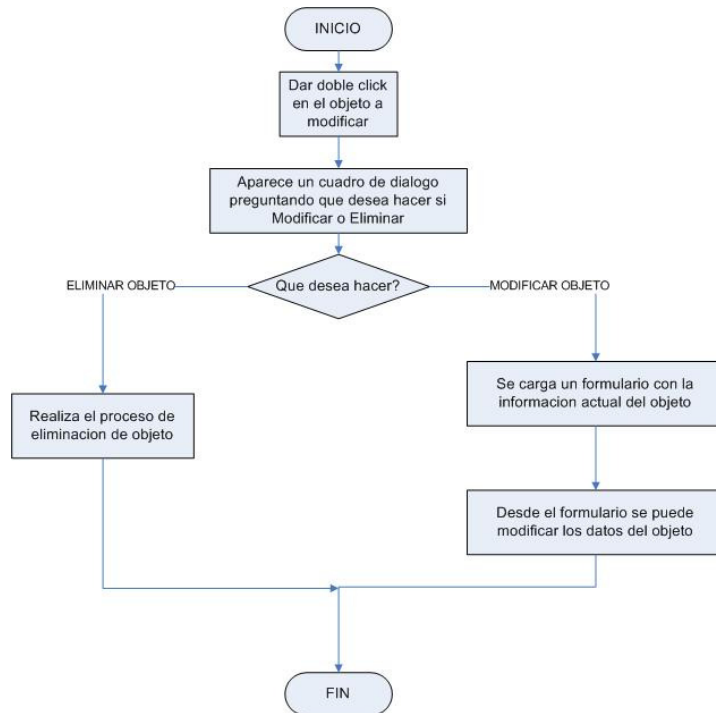 INICIO
Dar doble click
en el objeto a
modificar
Aparece un cuadro de dialogo
preguntando que desea hacer si
Modificar o Eliminar
Que desea hacer?
ELIMINAR OBJETO
MODIFICAR OBJETO
Realiza el proceso de
eliminacion de objeto
Se carga un formulario con la
informacion actual del objeto
Desde el formulario se puede
modificar los datos del objeto
FIN